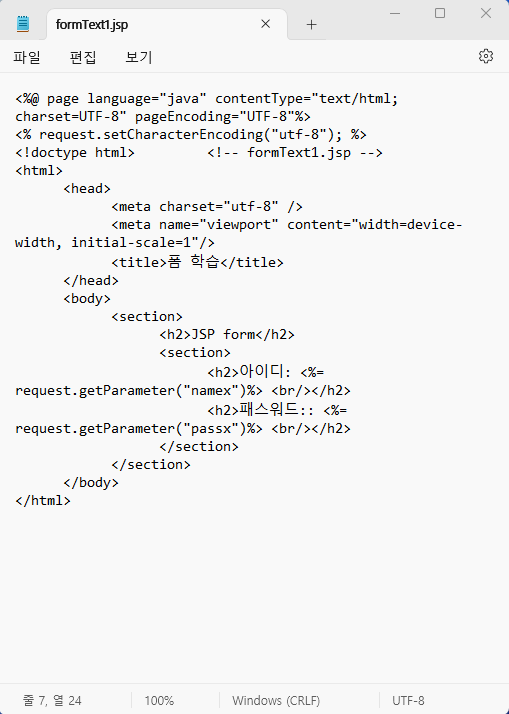 formText1.jsp
파일 편집 보기
<%@ page language="java" contentType="text/html;
charset=UTF-8" pageEncoding="UTF-8"%>
<% request.setCharacterEncoding("utf-8"); %>
<!doctype html>         <!-- formText1.jsp -->
<html>
      <head>
            <meta charset="utf-8" />
            <meta name="viewport" content="width=device-
width, initial-scale=1"/>
            <title>폼 학습</title>
      </head>
      <body>
            <section>
                  <h2>JSP form</h2>
                  <section>
                        <h2>아이디: <%=
request.getParameter("namex")%> <br/></h2>
                        <h2>패스워드:: <%=
request.getParameter("passx")%> <br/></h2>
                  </section>
            </section>
      </body>
</html>
줄 7, 열 24 100% Windows (CRLF) UTF-8